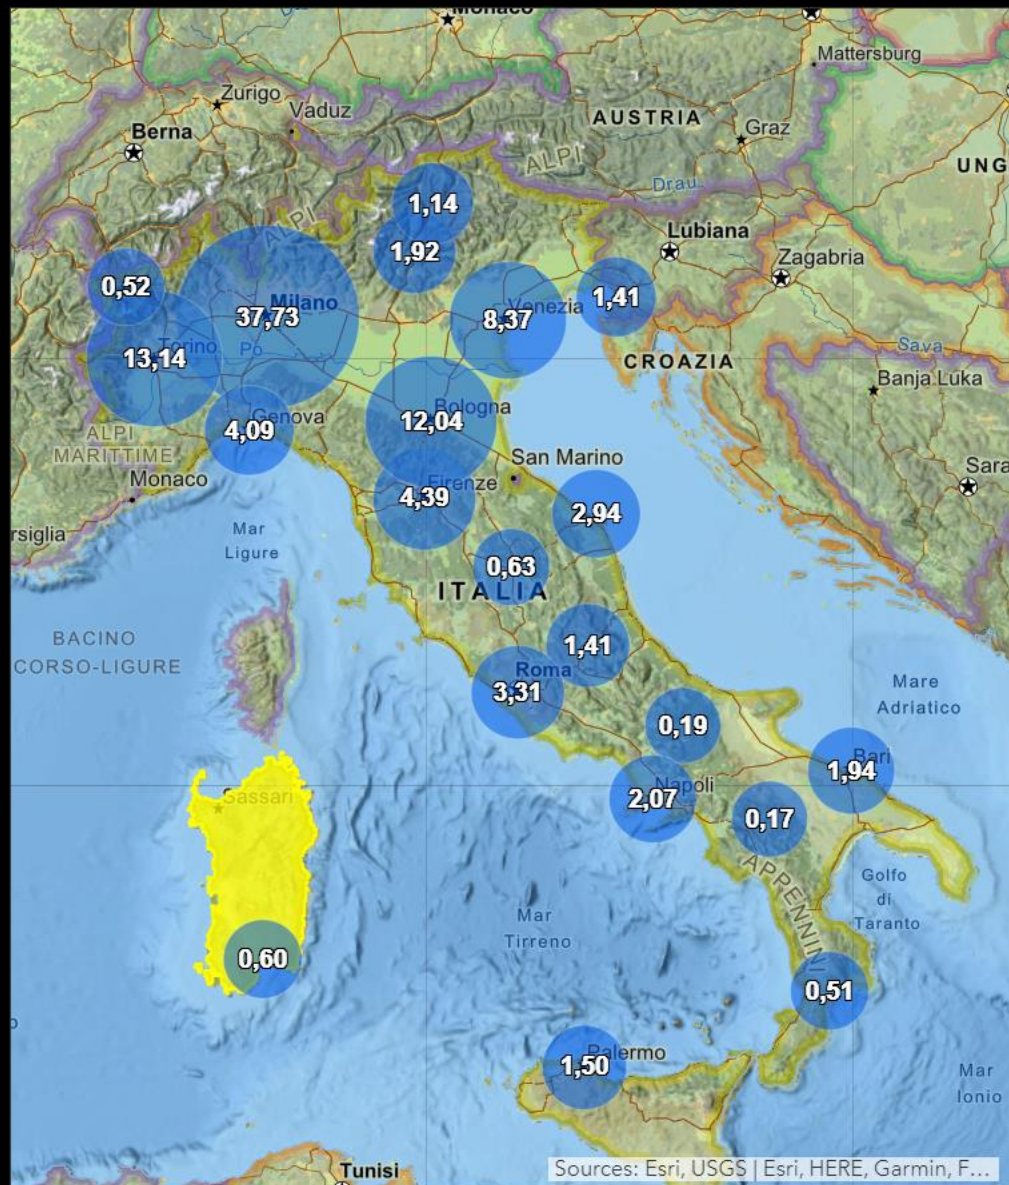 Monaco
Mattersburg
Zurigo
Vaduz
Berna
AUSTRIA
Graz
ALPI
UNG
Drau
1,14
Lubiana
ALPI
1,92
Zagabria
0,52
Milano
37,73
Venezia
8,37
1,41
Torino
Po
13,14
CROAZIA
Sava
Banja Luka
Bologna
12,04
Genova
4,09
ALPI
MARITTIME
San Marino
Monaco
Firenze
4,39
Sara
2,94
rsiglia
Mar
Ligure
0,63
ITALIA
BACINO
CORSO-LIGURE
1,41
Roma
3,31
Mare
Adriatico
0,19
Bari
1,94
Napoli
2,07
Sassari
0,17
APPENNINI
Golfo
di
Taranto
Mar
Tirreno
0,60
0,51
o
Palermo
1,50
Mar
Ionio
Tunisi
Sources: Esri, USGS | Esri, HERE, Garmin, F...